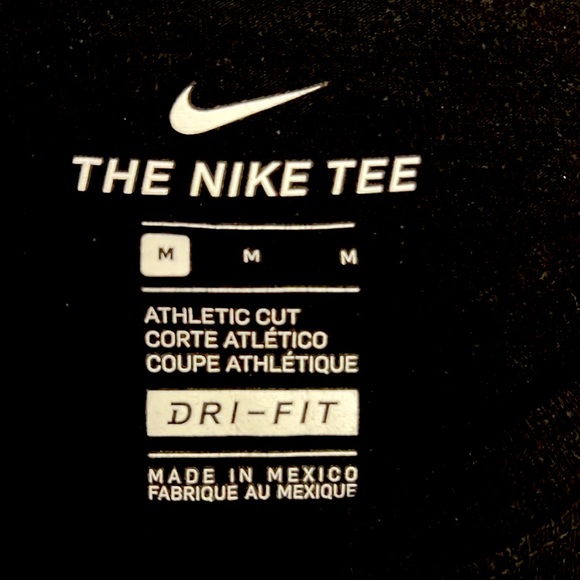 THE NIKE TEE
M M M
ATHLETIC CUT
CORTE ATLÉTICO
COUPE ATHLÉTIQUE
DRI-FIT
MADE IN MEXICO
FABRIQUE AU MEXIQUE